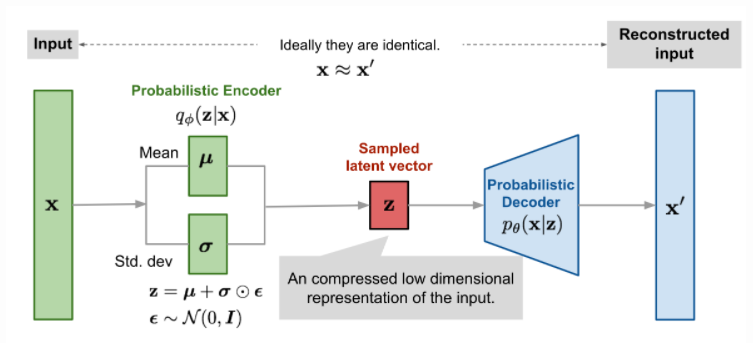 Input
Ideally they are identical.
x ≈ x′
Reconstructed
input
Probabilistic Encoder
qϕ(z|x)
Mean
μ
x
Std. dev
σ
z = μ + σ ⊙ ϵ
ϵ ∼ 𝒩(0, I)
Sampled
latent vector
z
An compressed low dimensional
representation of the input.
Probabilistic
Decoder
pθ(x|z)
x′